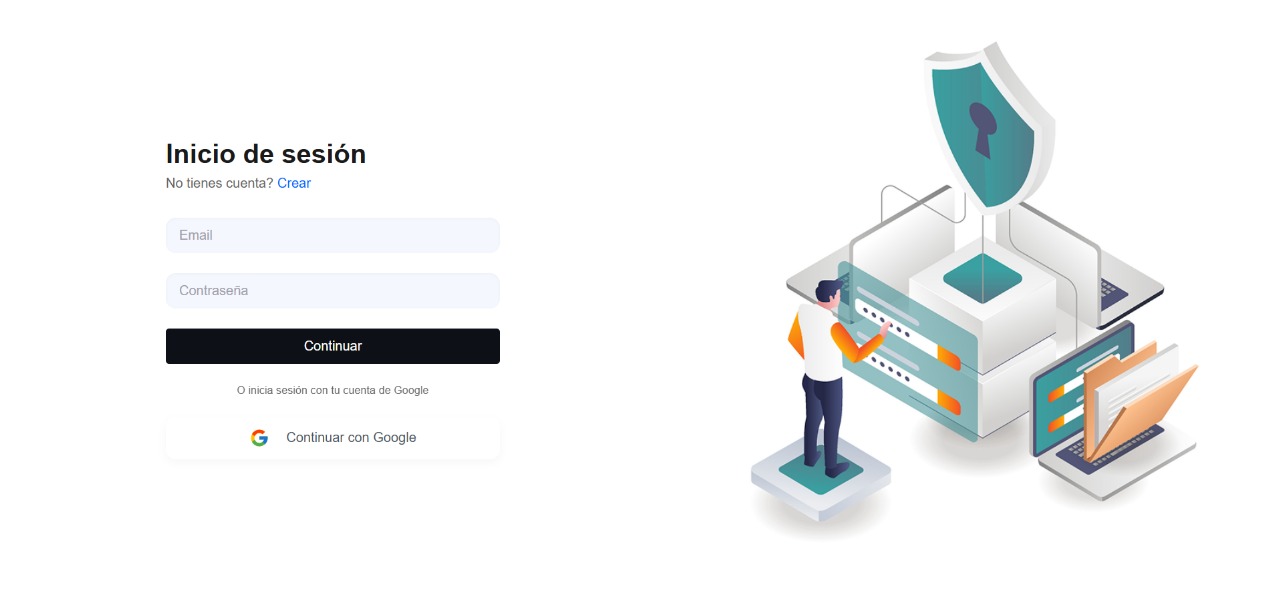 Inicio de sesión
No tienes cuenta? Crear
Email
Contraseña
Continuar
O inicia sesión con tu cuenta de Google
Continuar con Google